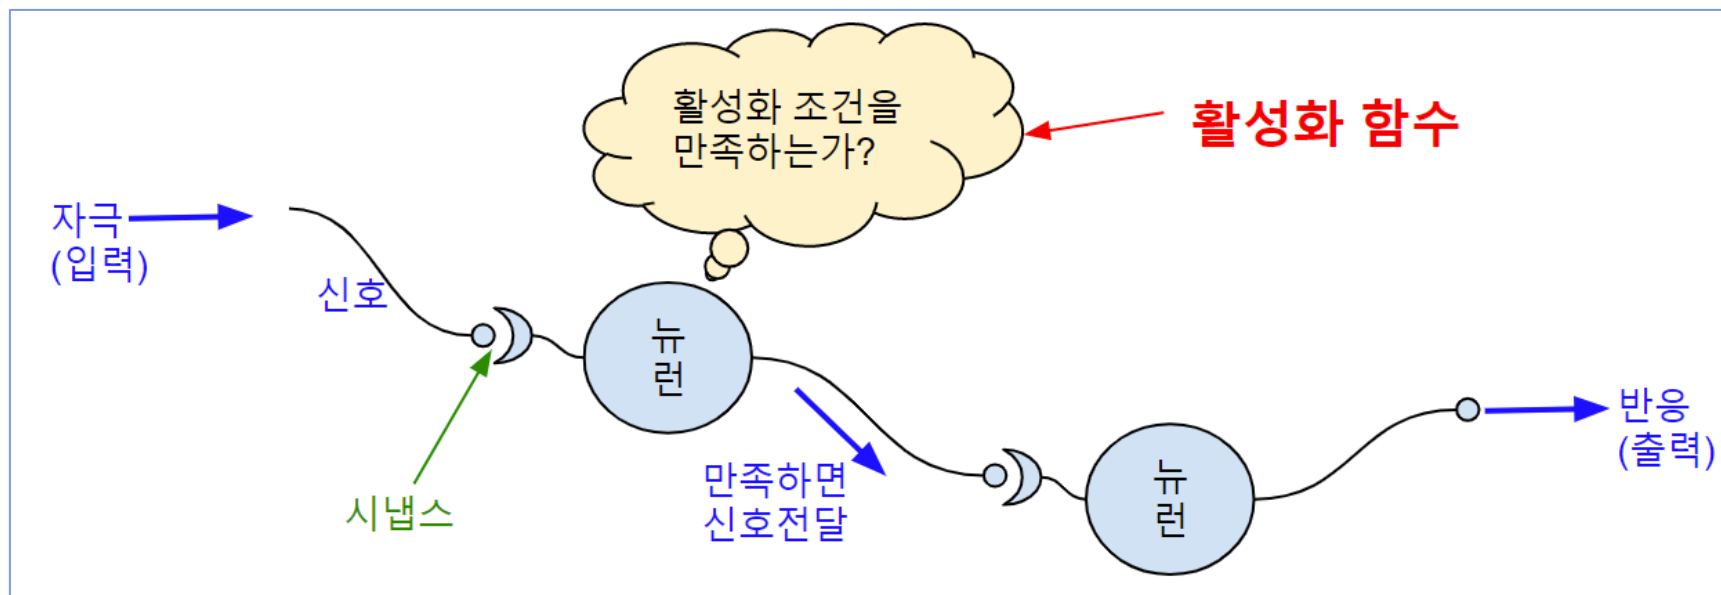 활성화 조건을
만족하는가?
활성화 함수
자극
(입력)
신호
시냅스
뉴
런
만족하면
신호전달
뉴
런
반응
(출력)